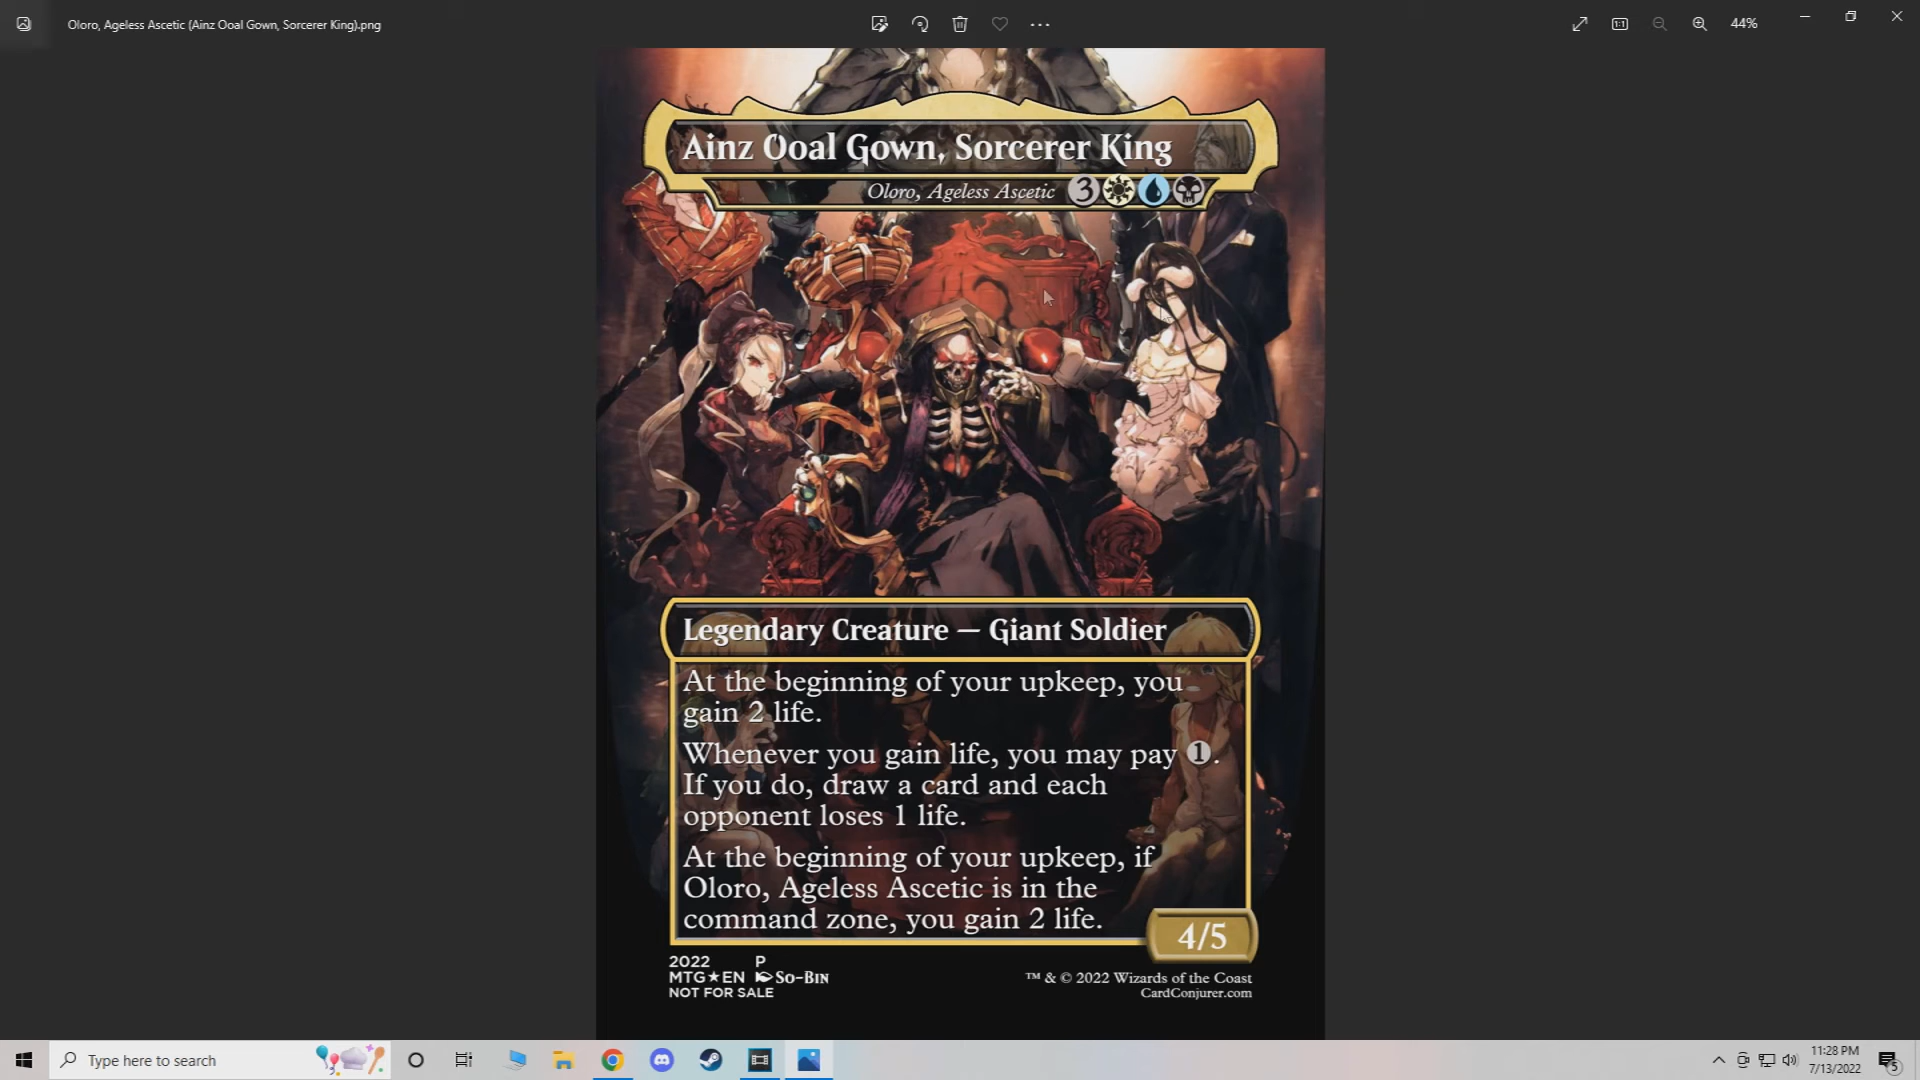 Oloro, Ageless Ascetic (Ainz Ooal Gown, Sorcerer King).png
44%
Ainz Ooal Gown, Sorcerer King
Oloro, Ageless Ascetic 3
Legendary Creature — Giant Soldier
At the beginning of your upkeep, you
gain 2 life.
Whenever you gain life, you may pay 1.
If you do, draw a card and each
opponent loses 1 life.
At the beginning of your upkeep, if
Oloro, Ageless Ascetic is in the
command zone, you gain 2 life.
4/5
2022 P
MTG★EN So-Bin
NOT FOR SALE
™ & © 2022 Wizards of the Coast
CardConjurer.com
Type here to search
11:28 PM
7/13/2022
5